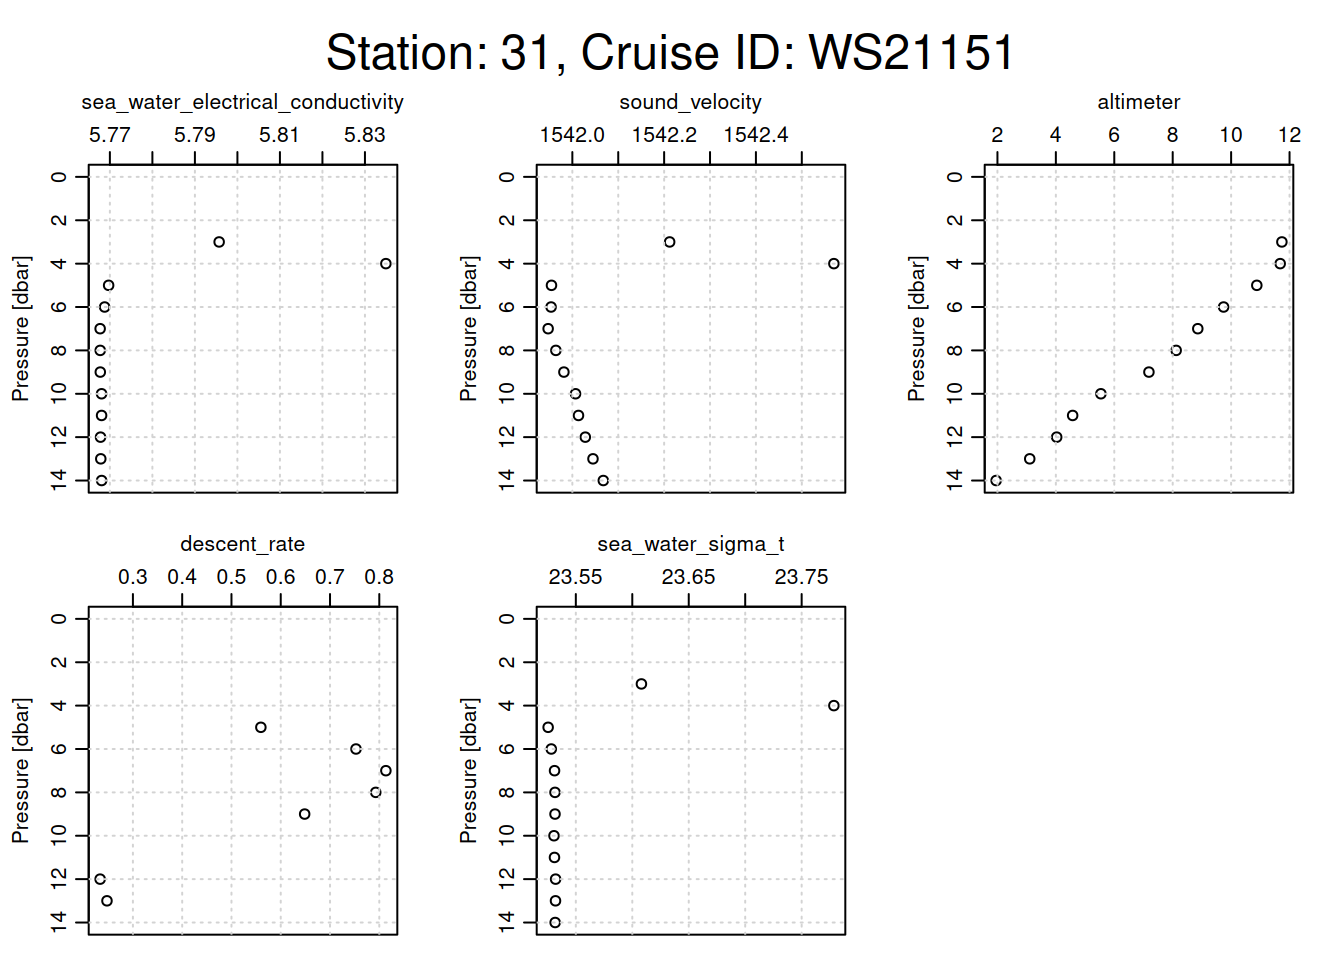 Station: 31, Cruise ID: WS21151
sea_water_electrical_conductivity
5.77 5.79 5.81 5.83
Pressure [dbar]
0 2 4 6 8 10 12 14
sound_velocity
1542.0 1542.2 1542.4
Pressure [dbar]
0 2 4 6 8 10 12 14
altimeter
2 4 6 8 10 12
Pressure [dbar]
0 2 4 6 8 10 12 14
descent_rate
0.3 0.4 0.5 0.6 0.7 0.8
Pressure [dbar]
0 2 4 6 8 10 12 14
sea_water_sigma_t
23.55 23.65 23.75
Pressure [dbar]
0 2 4 6 8 10 12 14